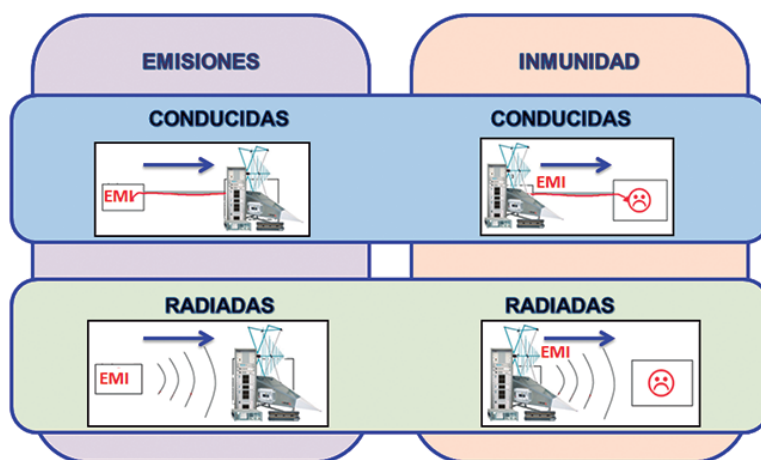 EMISIONES
INMUNIDAD
CONDUCIDAS
CONDUCIDAS
EMI
EMI
RADIADAS
RADIADAS
EMI
EMI